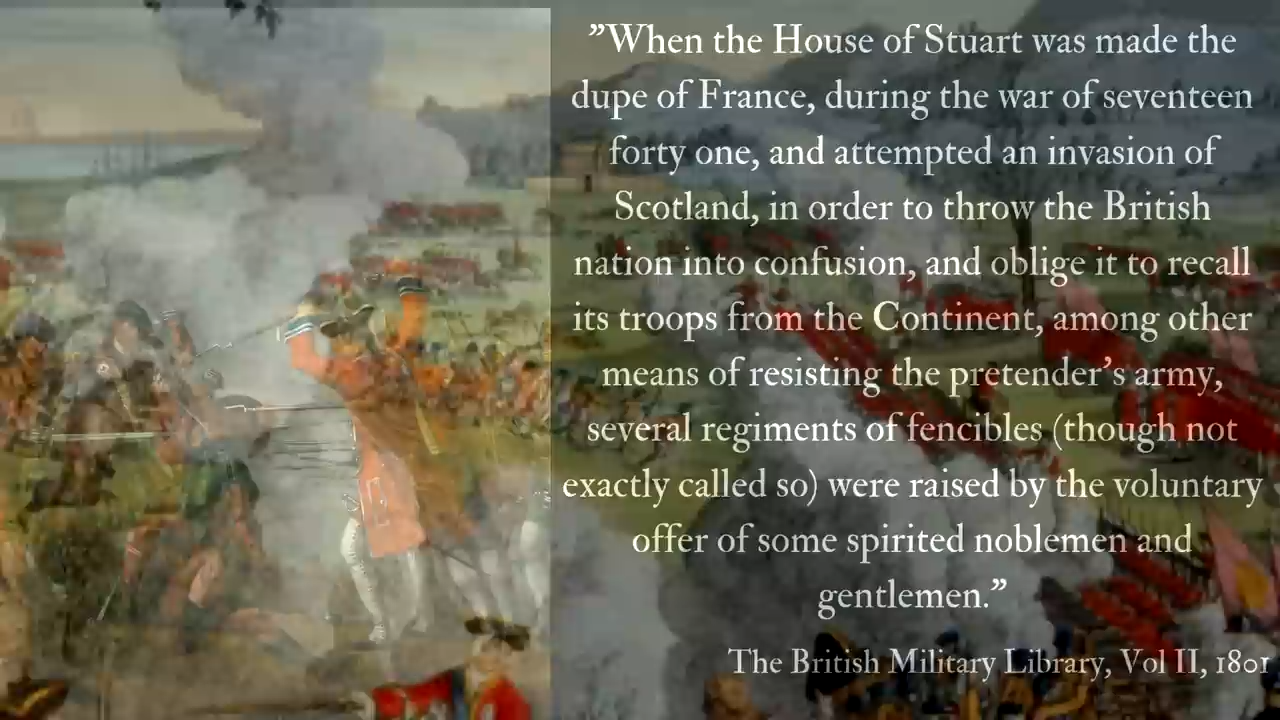 ”When the House of Stuart was made the
dupe of France, during the war of seventeen
forty one, and attempted an invasion of
Scotland, in order to throw the British
nation into confusion, and oblige it to recall
its troops from the Continent, among other
means of resisting the pretender’s army,
several regiments of fencibles (though not
exactly called so) were raised by the voluntary
offer of some spirited noblemen and
gentlemen.”
The British Military Library, Vol II, 1801